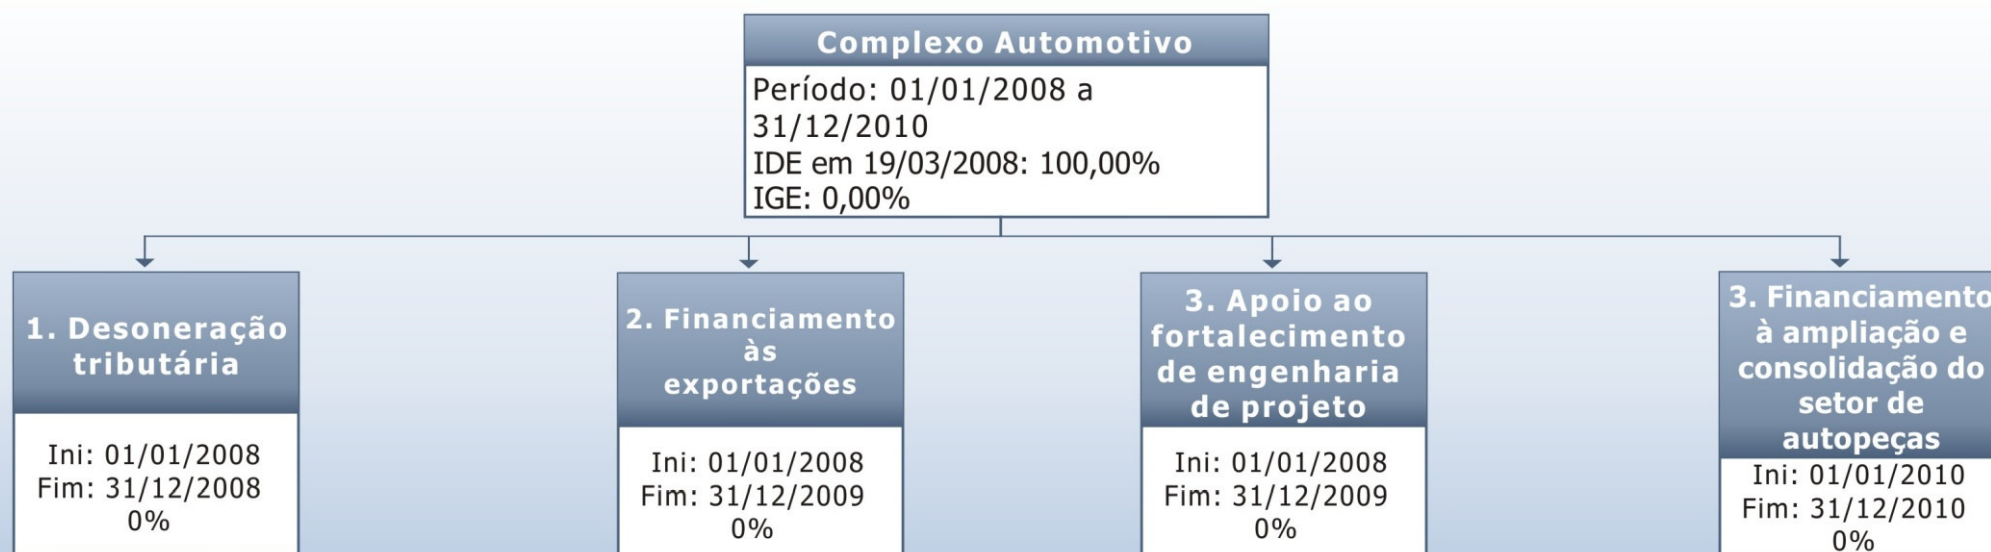 Complexo Automotivo
Período: 01/01/2008 a
31/12/2010
IDE em 19/03/2008: 100,00%
IGE: 0,00%
1. Desoneração
tributária
Ini: 01/01/2008
Fim: 31/12/2008
0%
2. Financiamento
às
exportações
Ini: 01/01/2008
Fim: 31/12/2009
0%
3. Apoio ao
fortalecimento
de engenharia
de projeto
Ini: 01/01/2008
Fim: 31/12/2009
0%
3. Financiamento
à ampliação e
consolidação do
setor de
autopeças
Ini: 01/01/2010
Fim: 31/12/2010
0%